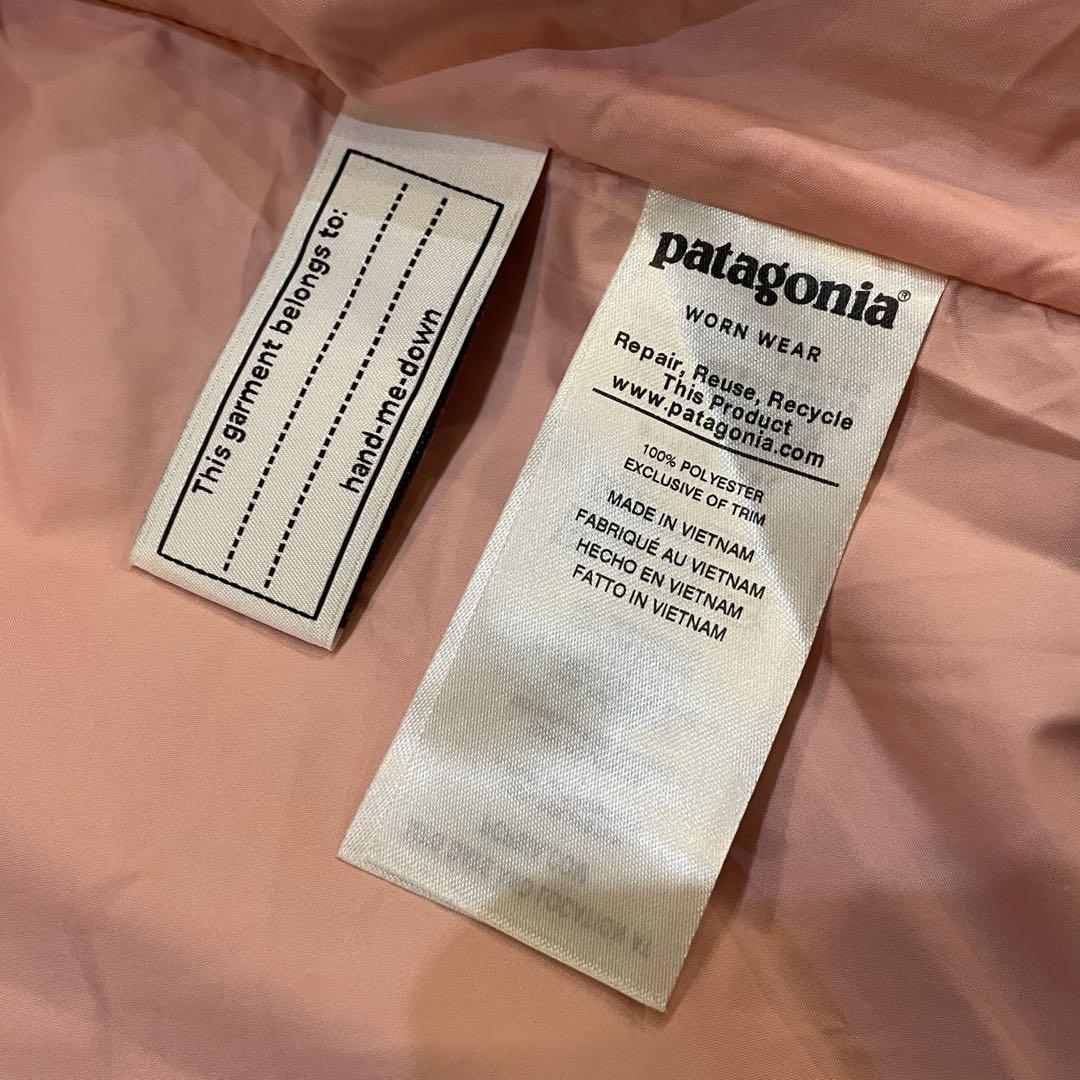 This garment belongs to:
hand-me-down
patagonia®
WORN WEAR
Repair, Reuse, Recycle
This Product
www.patagonia.com
100% POLYESTER
EXCLUSIVE OF TRIM
MADE IN VIETNAM
FABRIQUÉ AU VIETNAM
HECHO EN VIETNAM
FATTO IN VIETNAM